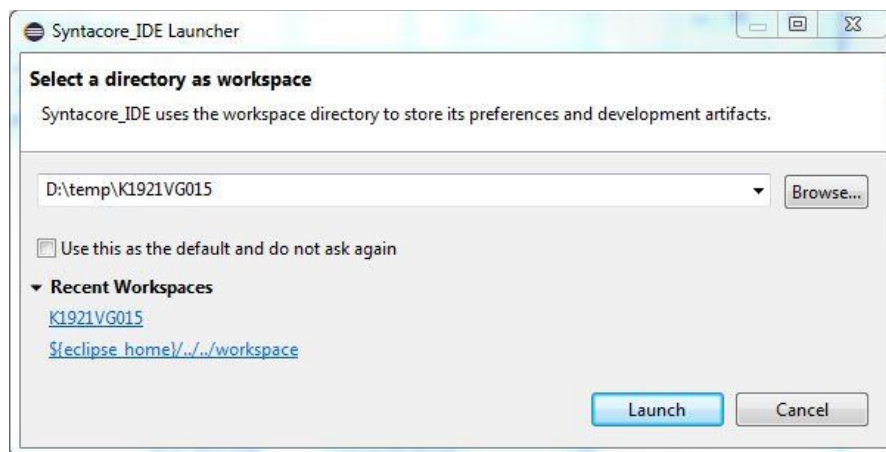 Syntacore_IDE Launcher
Select a directory as workspace
Syntacore_IDE uses the workspace directory to store its preferences and development artifacts.
D:\temp\K1921VG015
Browse...
Use this as the default and do not ask again
Recent Workspaces
K1921VG015
${eclipse_home}/../../workspace
Launch
Cancel